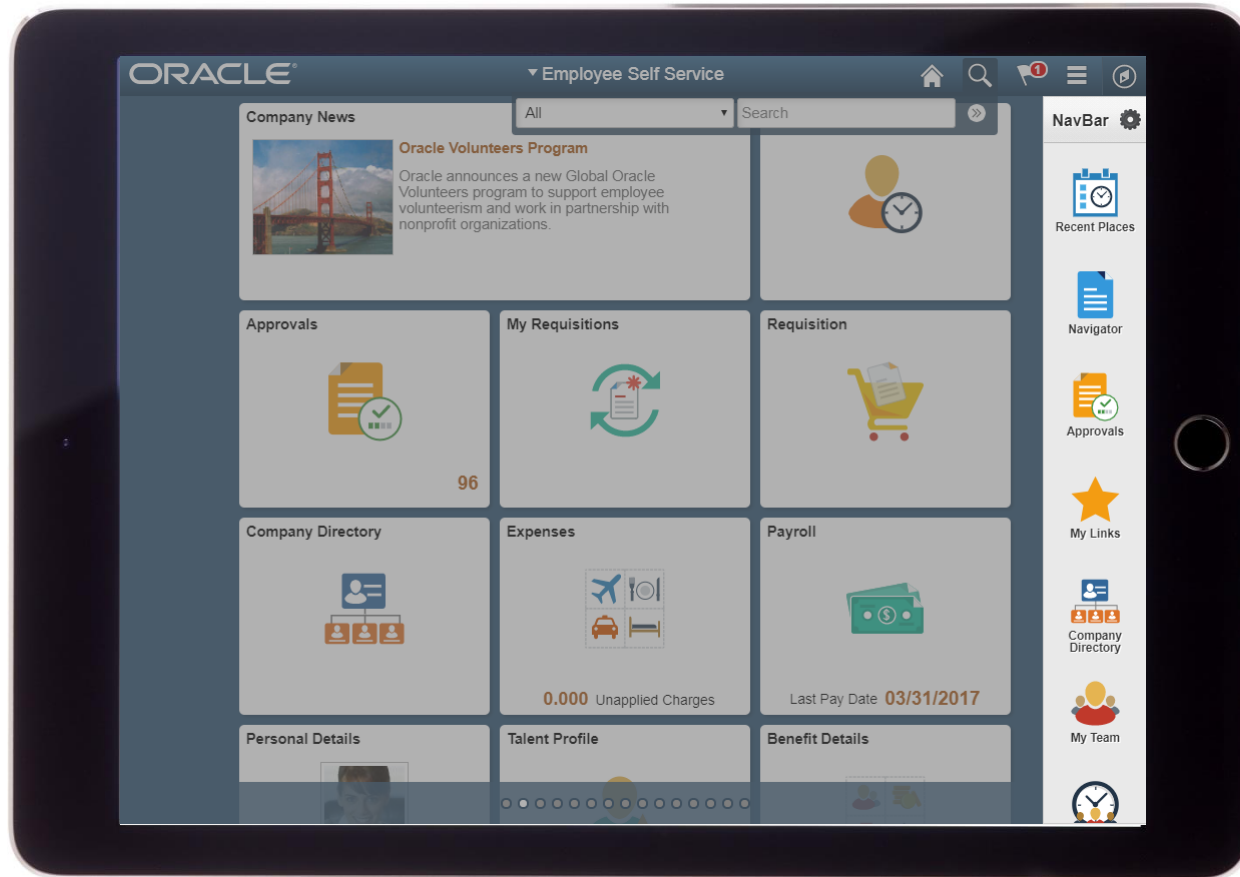 ORACLE®
Employee Self Service
1
All
Search
NavBar
Company News
Oracle Volunteers Program
Oracle announces a new Global Oracle
Volunteers program to support employee
volunteerism and work in partnership with
nonprofit organizations.
Recent Places
Navigator
Approvals
96
My Requisitions
Requisition
Approvals
My Links
Company Directory
Expenses
0.000 Unapplied Charges
Payroll
Last Pay Date 03/31/2017
Company
Directory
My Team
Personal Details
Talent Profile
Benefit Details